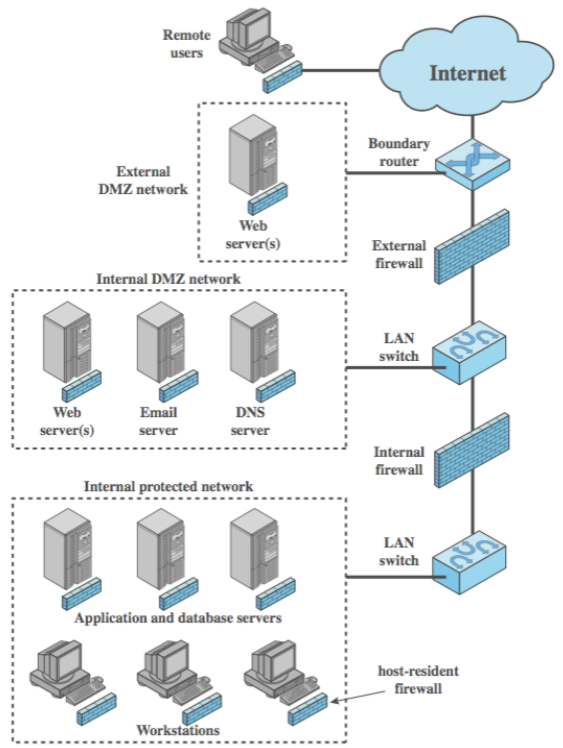 Remote
users
Internet
Boundary
router
External
DMZ network
Web
server(s)
External
firewall
Internal DMZ network
LAN
switch
Web
server(s)
Email
server
DNS
server
Internal
firewall
Internal protected network
LAN
switch
Application and database servers
host-resident
firewall
Workstations